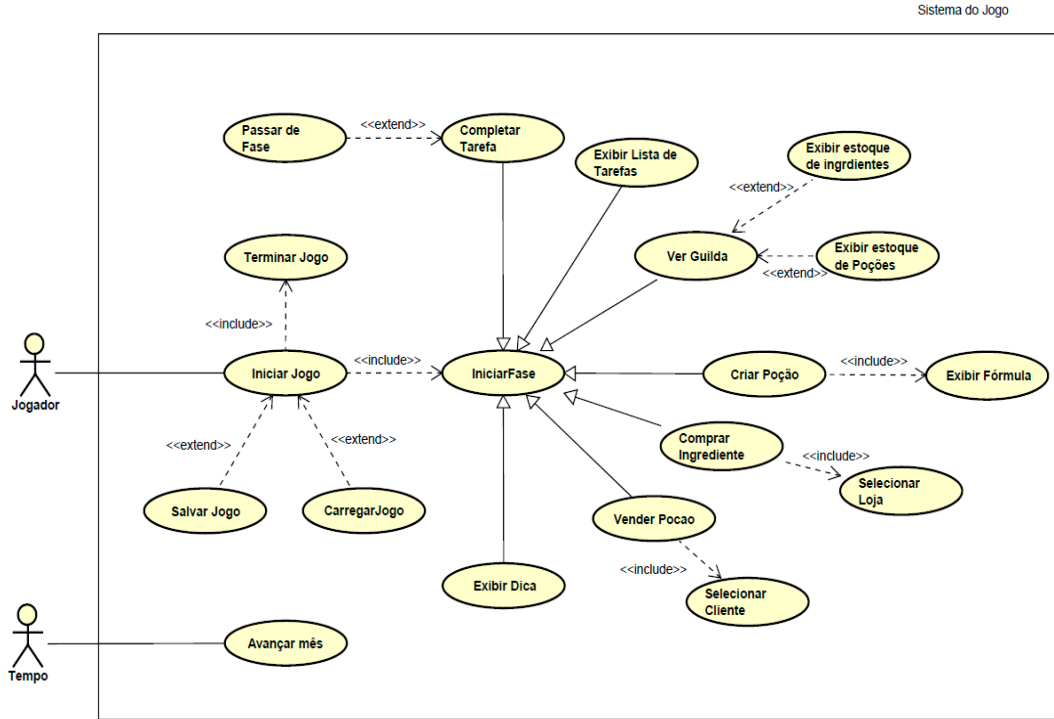 Sistema do Jogo
Passar de
Fase
<<extend>>
Completar
Tarefa
Exibir Lista de
Tarefas
Exibir estoque
de ingrdientes
<<extend>>
Ver Guilda
Exibir estoque
de Poções
<<extend>>
Terminar Jogo
<<include>>
Jogador
Iniciar Jogo
<<include>>
IniciarFase
Criar Poção
<<include>>
Exibir Fórmula
Comprar
Ingrediente
<<include>>
Selecionar
Loja
<<extend>>
<<extend>>
Salvar Jogo
CarregarJogo
Vender Pocao
<<include>>
Selecionar
Cliente
Exibir Dica
Tempo
Avançar mês